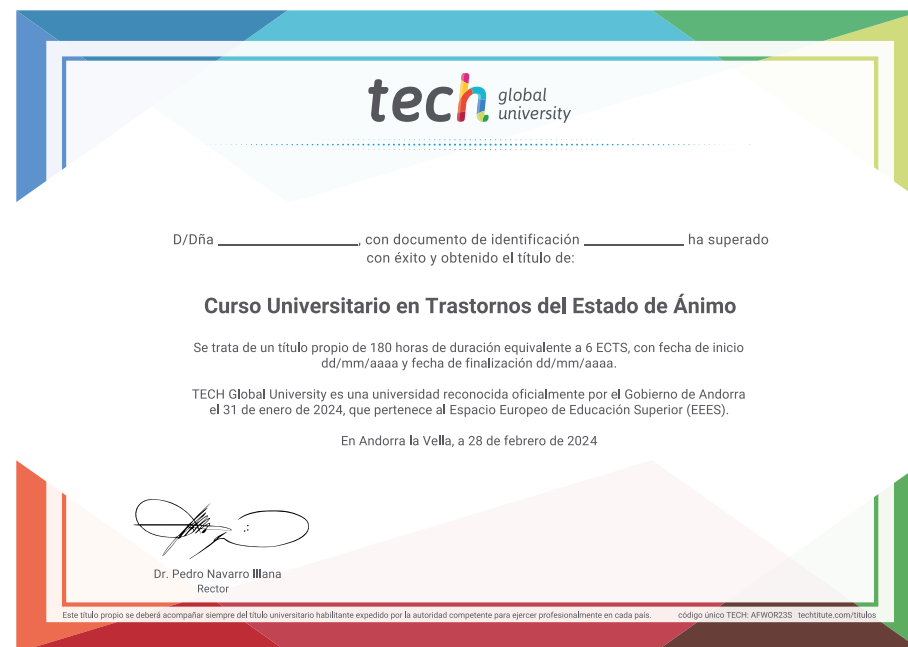 tech global
university
D/Dña ________________, con documento de identificación ____________ ha superado
con éxito y obtenido el título de:
Curso Universitario en Trastornos del Estado de Ánimo
Se trata de un título propio de 180 horas de duración equivalente a 6 ECTS, con fecha de inicio
dd/mm/aaaa y fecha de finalización dd/mm/aaaa.
TECH Global University es una universidad reconocida oficialmente por el Gobierno de Andorra
el 31 de enero de 2024, que pertenece al Espacio Europeo de Educación Superior (EEES).
En Andorra la Vella, a 28 de febrero de 2024
Dr. Pedro Navarro Illana
Rector
Este título propio se deberá acompañar siempre del título universitario habilitante expedido por la autoridad competente para ejercer profesionalmente en cada país. código único TECH: AFWOR23S techtitute.com/titulos